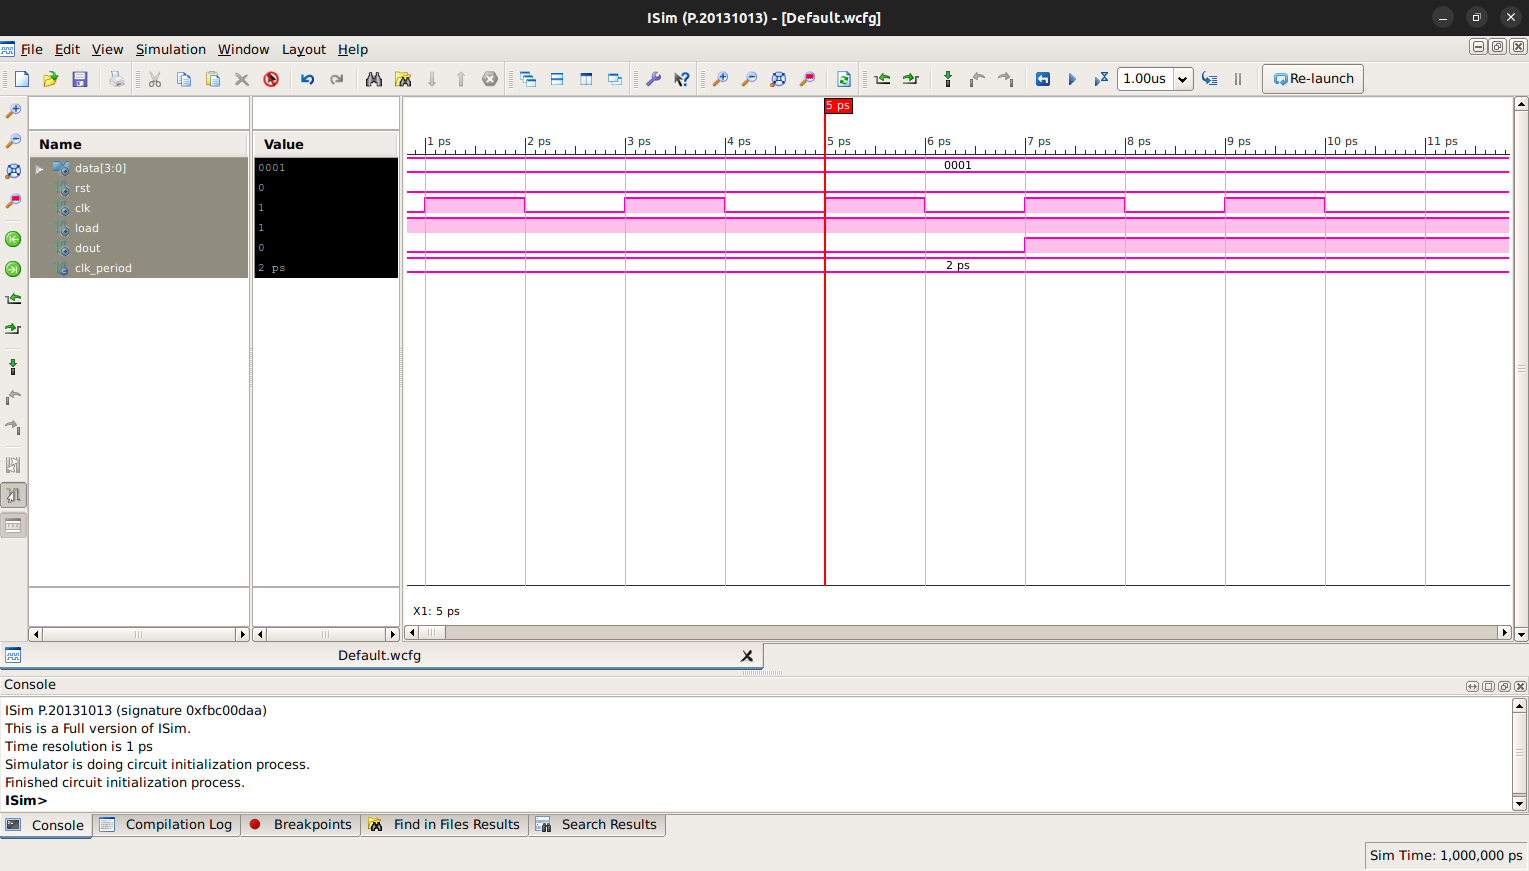 ISim (P.20131013) - [Default.wcfg]
File Edit View Simulation Window Layout Help
1.00us Re-launch
5 ps
Name Value
1 ps 2 ps 3 ps 4 ps 5 ps 6 ps 7 ps 8 ps 9 ps 10 ps 11 ps
data[3:0] 0001 0001
rst 0
clk 1
load 1
dout 0
clk_period 2 ps 2 ps
X1: 5 ps
Default.wcfg
Console
ISim P.20131013 (signature 0xfbc00daa)
This is a Full version of ISim.
Time resolution is 1 ps
Simulator is doing circuit initialization process.
Finished circuit initialization process.
ISim>
Console Compilation Log Breakpoints Find in Files Results Search Results
Sim Time: 1,000,000 ps